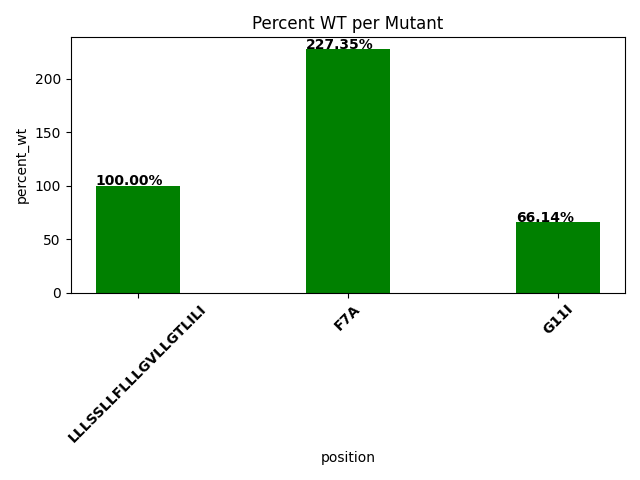 Percent WT per Mutant
percent_wt
200
150
100
50
0
227.35%
100.00%
66.14%
LLLSSLLFLLLGVLLGTLILI
F7A
G11I
position